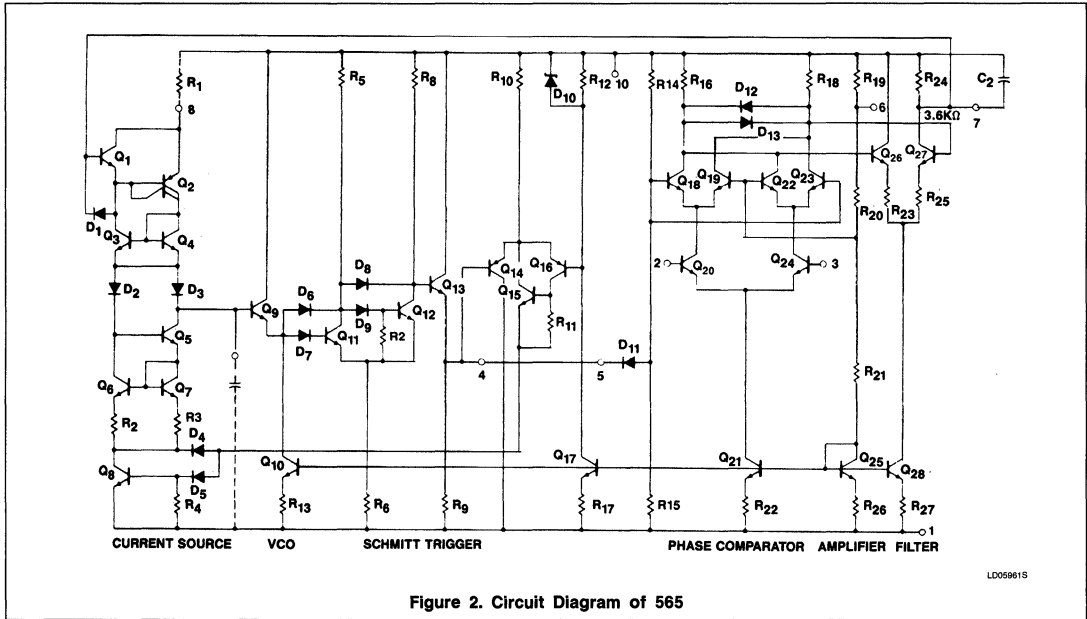 R1
8
R5
R8
R10
D10
R12
10
R14
R16
D12
D13
R18
R19
6
R24
3.6KΩ
7
C2
Q1
Q2
D1
Q3
Q4
D2
D3
Q5
Q6
Q7
R2
R3
D4
Q8
D5
R4
Q9
D6
D7
D8
D9
Q11
Q12
R2
Q13
Q14
Q15
Q16
R11
4
5
D11
Q18
Q19
Q22
Q23
2
Q20
Q24
3
Q26
Q27
R20
R23
R25
R21
Q10
R13
R6
R9
Q17
R17
R15
Q21
R22
Q25
R26
Q28
R27
1
CURRENT SOURCE VCO SCHMITT TRIGGER PHASE COMPARATOR AMPLIFIER FILTER
LD05961S
Figure 2. Circuit Diagram of 565